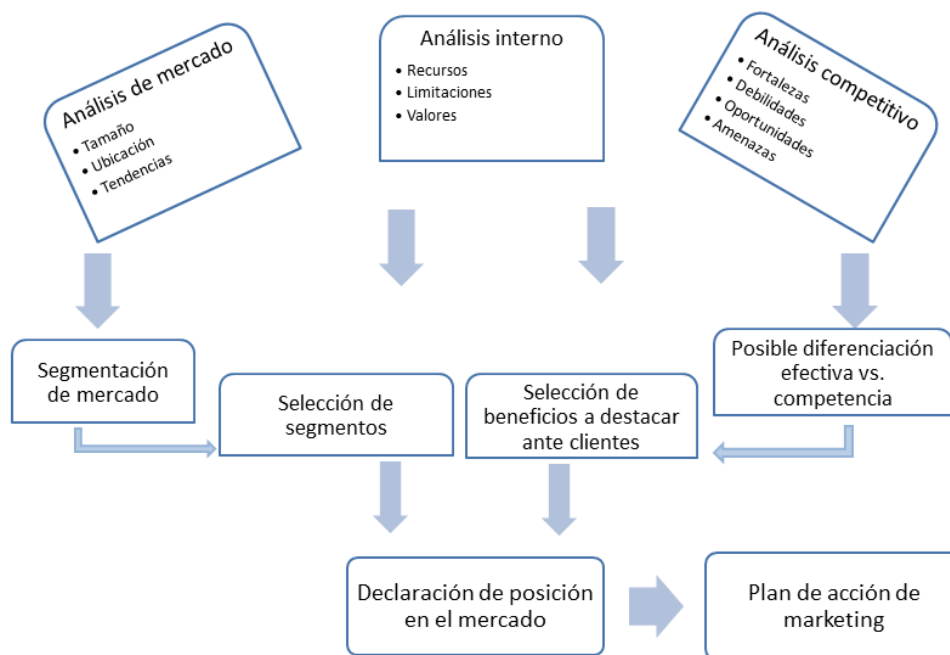 Análisis de mercado
• Tamaño
• Ubicación
• Tendencias
Análisis interno
• Recursos
• Limitaciones
• Valores
Análisis competitivo
• Fortalezas
• Debilidades
• Oportunidades
• Amenazas
Segmentación
de mercado
Selección de
segmentos
Selección de
beneficios a destacar
ante clientes
Posible diferenciación
efectiva vs.
competencia
Declaración de posición
en el mercado
Plan de acción de
marketing